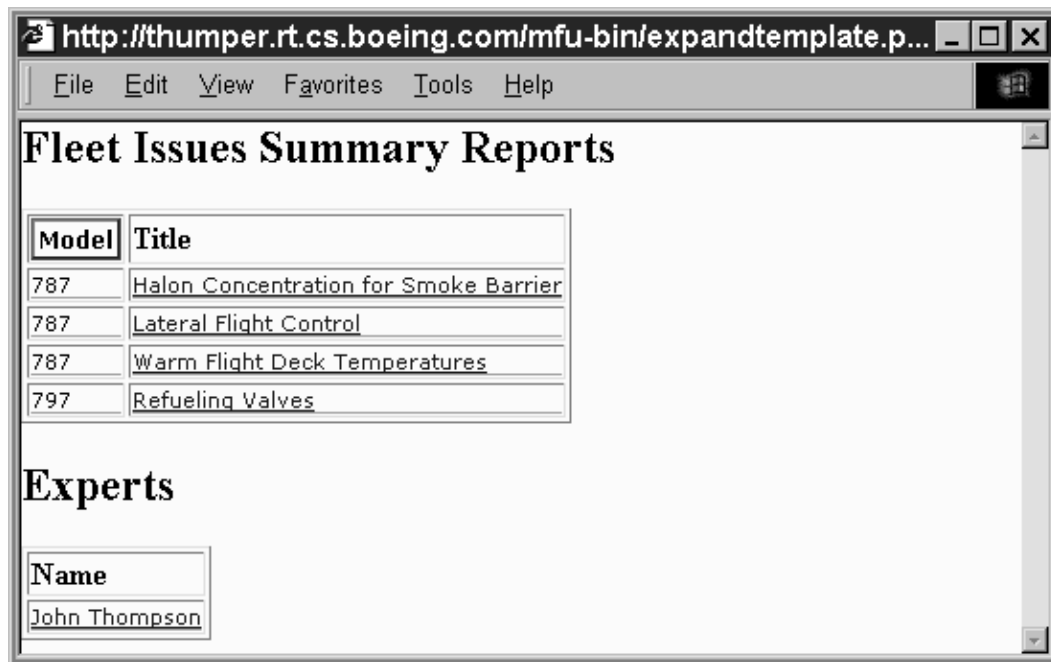 http://thumper.rt.cs.boeing.com/mfu-bin/expandtemplate.p...
File Edit View Favorites Tools Help
Fleet Issues Summary Reports
Model Title
787 Halon Concentration for Smoke Barrier
787 Lateral Flight Control
787 Warm Flight Deck Temperatures
797 Refueling Valves
Experts
Name
John Thompson